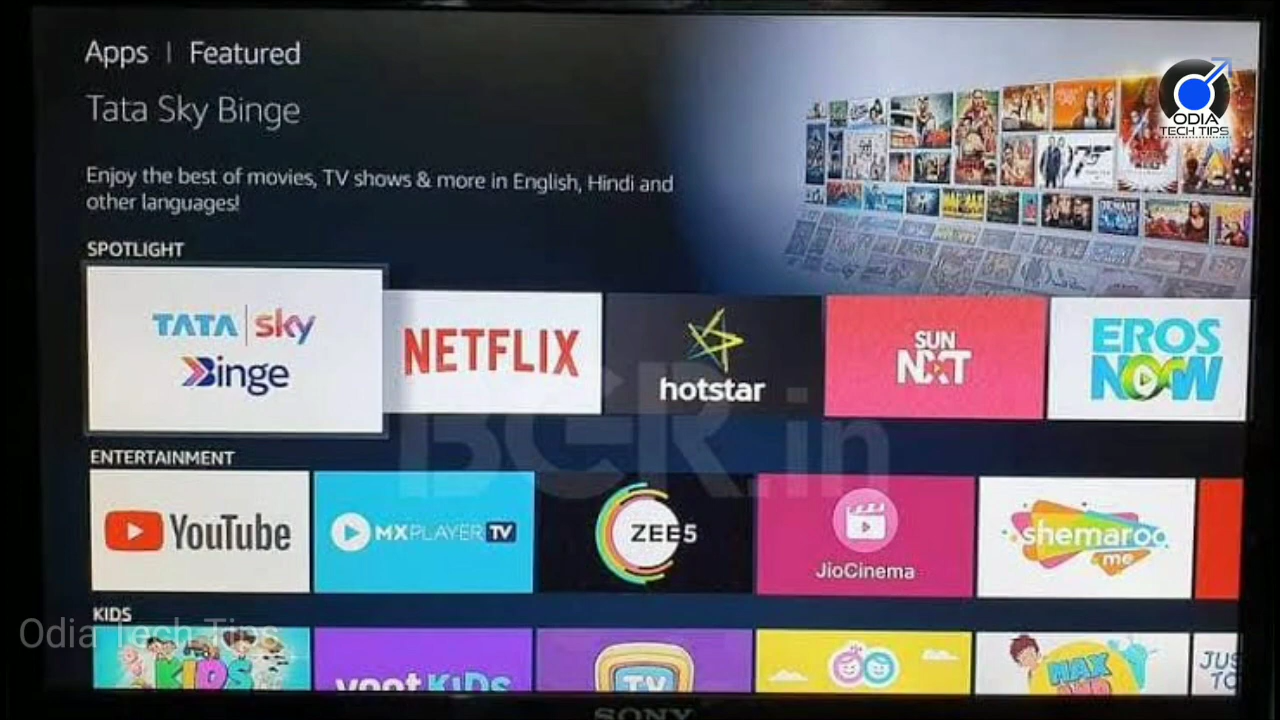 Apps | Featured
Tata Sky Binge
ODIA
TECH TIPS
Enjoy the best of movies, TV shows & more in English, Hindi and
other languages!
SPOTLIGHT
TATA sky
Binge
NETFLIX
hotstar
SUN
NXT
EROS
NOW
BGR.in
ENTERTAINMENT
YouTube
MXPLAYER TV
ZEE5
JioCinema
shemaroo
me
KIDS
Odia Tech Tips
KIDS
voot KiDS
TV
JUS
TO
SONY